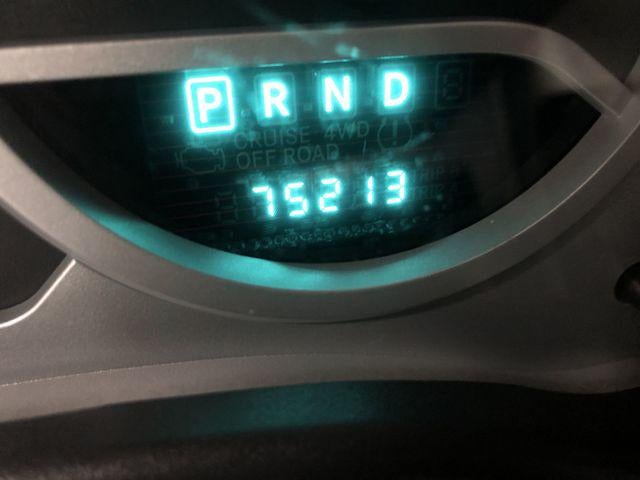 P R N D
CRUISE 4WD
OFF ROAD
75213